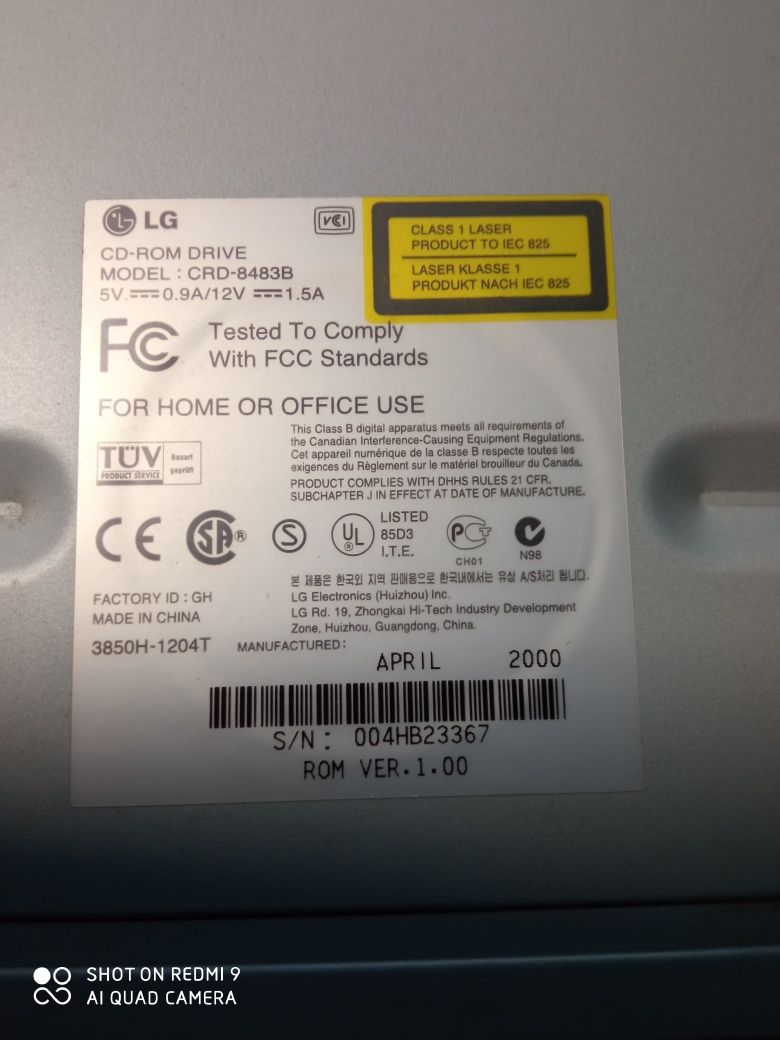 LG
VCI
CD-ROM DRIVE
MODEL : CRD-8483B
5V 0.9A/12V 1.5A
CLASS 1 LASER
PRODUCT TO IEC 825
LASER KLASSE 1
PRODUKT NACH IEC 825
FC
Tested To Comply
With FCC Standards
FOR HOME OR OFFICE USE
TÜV
PRODUCT SERVICE
Bauart
geprüft
This Class B digital apparatus meets all requirements of
the Canadian Interference-Causing Equipment Regulations.
Cet appareil numérique de la classe B respecte toutes les
exigences du Règlement sur le matériel brouilleur du Canada.
PRODUCT COMPLIES WITH DHHS RULES 21 CFR,
SUBCHAPTER J IN EFFECT AT DATE OF MANUFACTURE.
CE
SA®
S
UL®
LISTED
85D3
I.T.E.
PCT
CH01
N98
본 제품은 한국외 지역 판매용으로 한국내에서는 유상 A/S처리 됩니다.
FACTORY ID : GH
MADE IN CHINA
LG Electronics (Huizhou) Inc.
LG Rd. 19, Zhongkai Hi-Tech Industry Development
Zone, Huizhou, Guangdong, China.
3850H-1204T
MANUFACTURED:
APRIL 2000
S/N: 004HB23367
ROM VER.1.00
SHOT ON REDMI 9
AI QUAD CAMERA